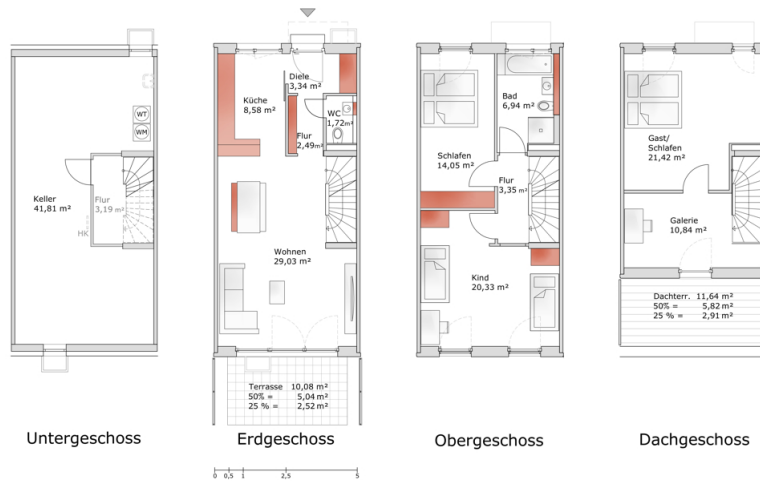 WT
WM
Keller
41,81 m²
Flur
3,19 m²
HK
Untergeschoss
Diele
3,34 m²
Küche
8,58 m²
WC
1,72m²
Flur
2,49m²
Wohnen
29,03 m²
Terrasse 10,08 m²
50% = 5,04 m²
25 % = 2,52 m²
Erdgeschoss
0 0,5 1 2,5 5
Bad
6,94 m²
Schlafen
14,05 m²
Flur
3,35 m²
Kind
20,33 m²
Obergeschoss
Gast/
Schlafen
21,42 m²
Galerie
10,84 m²
Dachterr. 11,64 m²
50% = 5,82 m²
25 % = 2,91 m²
Dachgeschoss